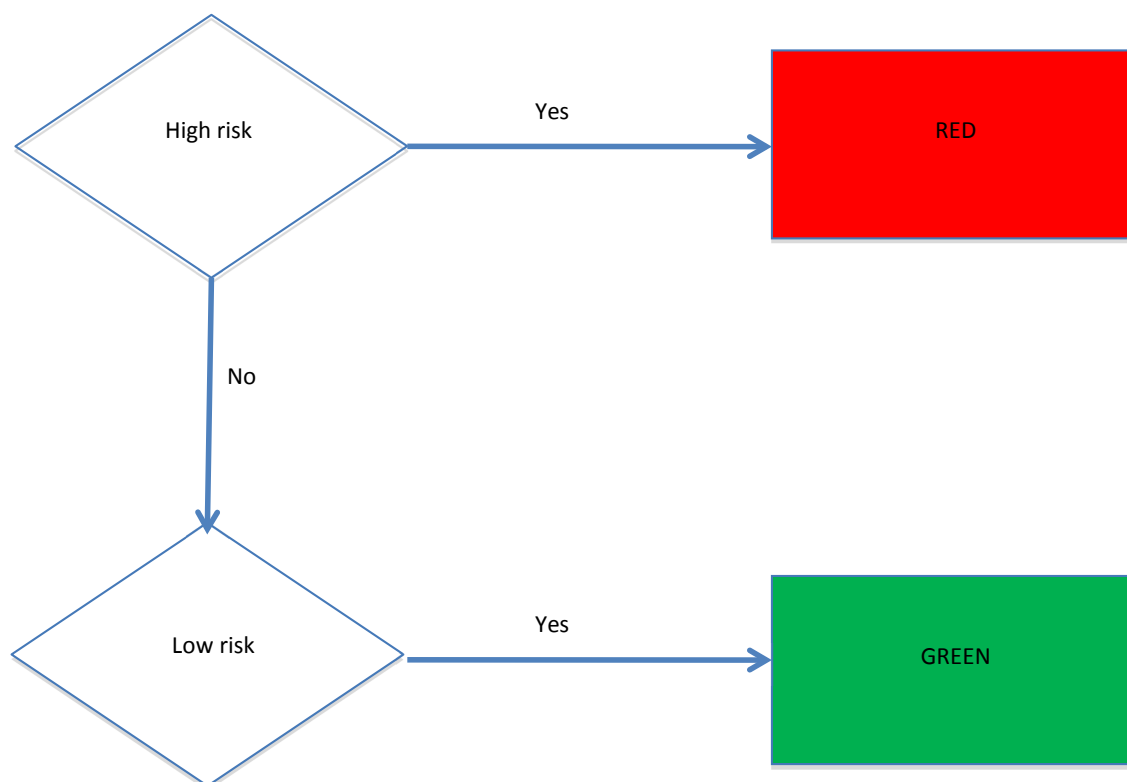 High risk
Yes
RED
No
Low risk
Yes
GREEN